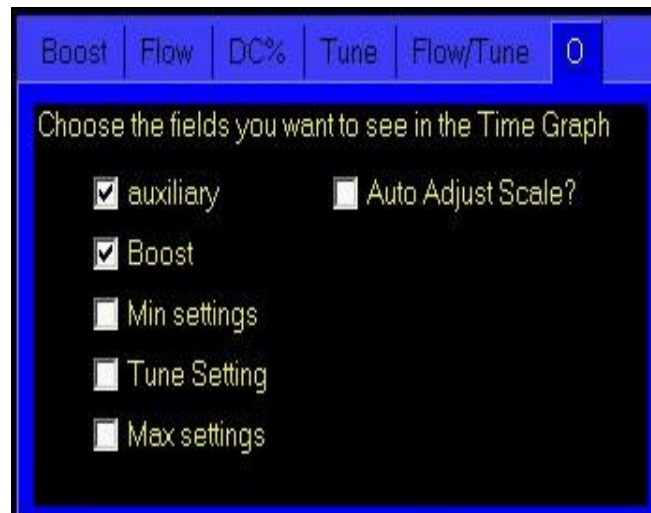 Boost Flow DC% Tune Flow/Tune O
Choose the fields you want to see in the Time Graph
auxiliary Auto Adjust Scale?
Boost
Min settings
Tune Setting
Max settings